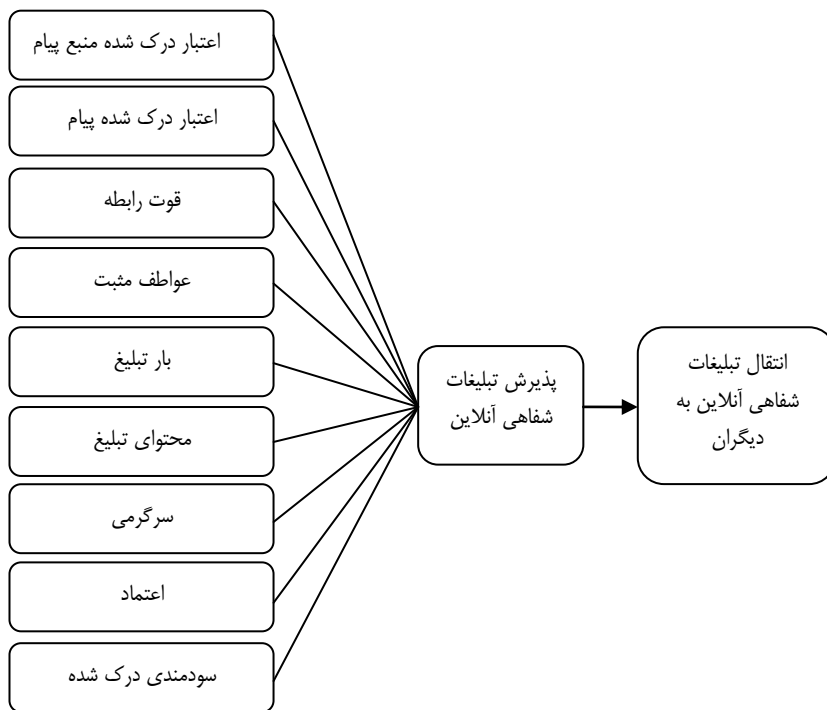 اعتبار درک شده منبع پیام
اعتبار درک شده پیام
قوت رابطه
عواطف مثبت
بار تبلیغ
محتوای تبلیغ
سرگرمی
اعتماد
سودمندی درک شده
پذیرش تبلیغات
شفاهی آنلاین
انتقال تبلیغات
شفاهی آنلاین به
دیگران